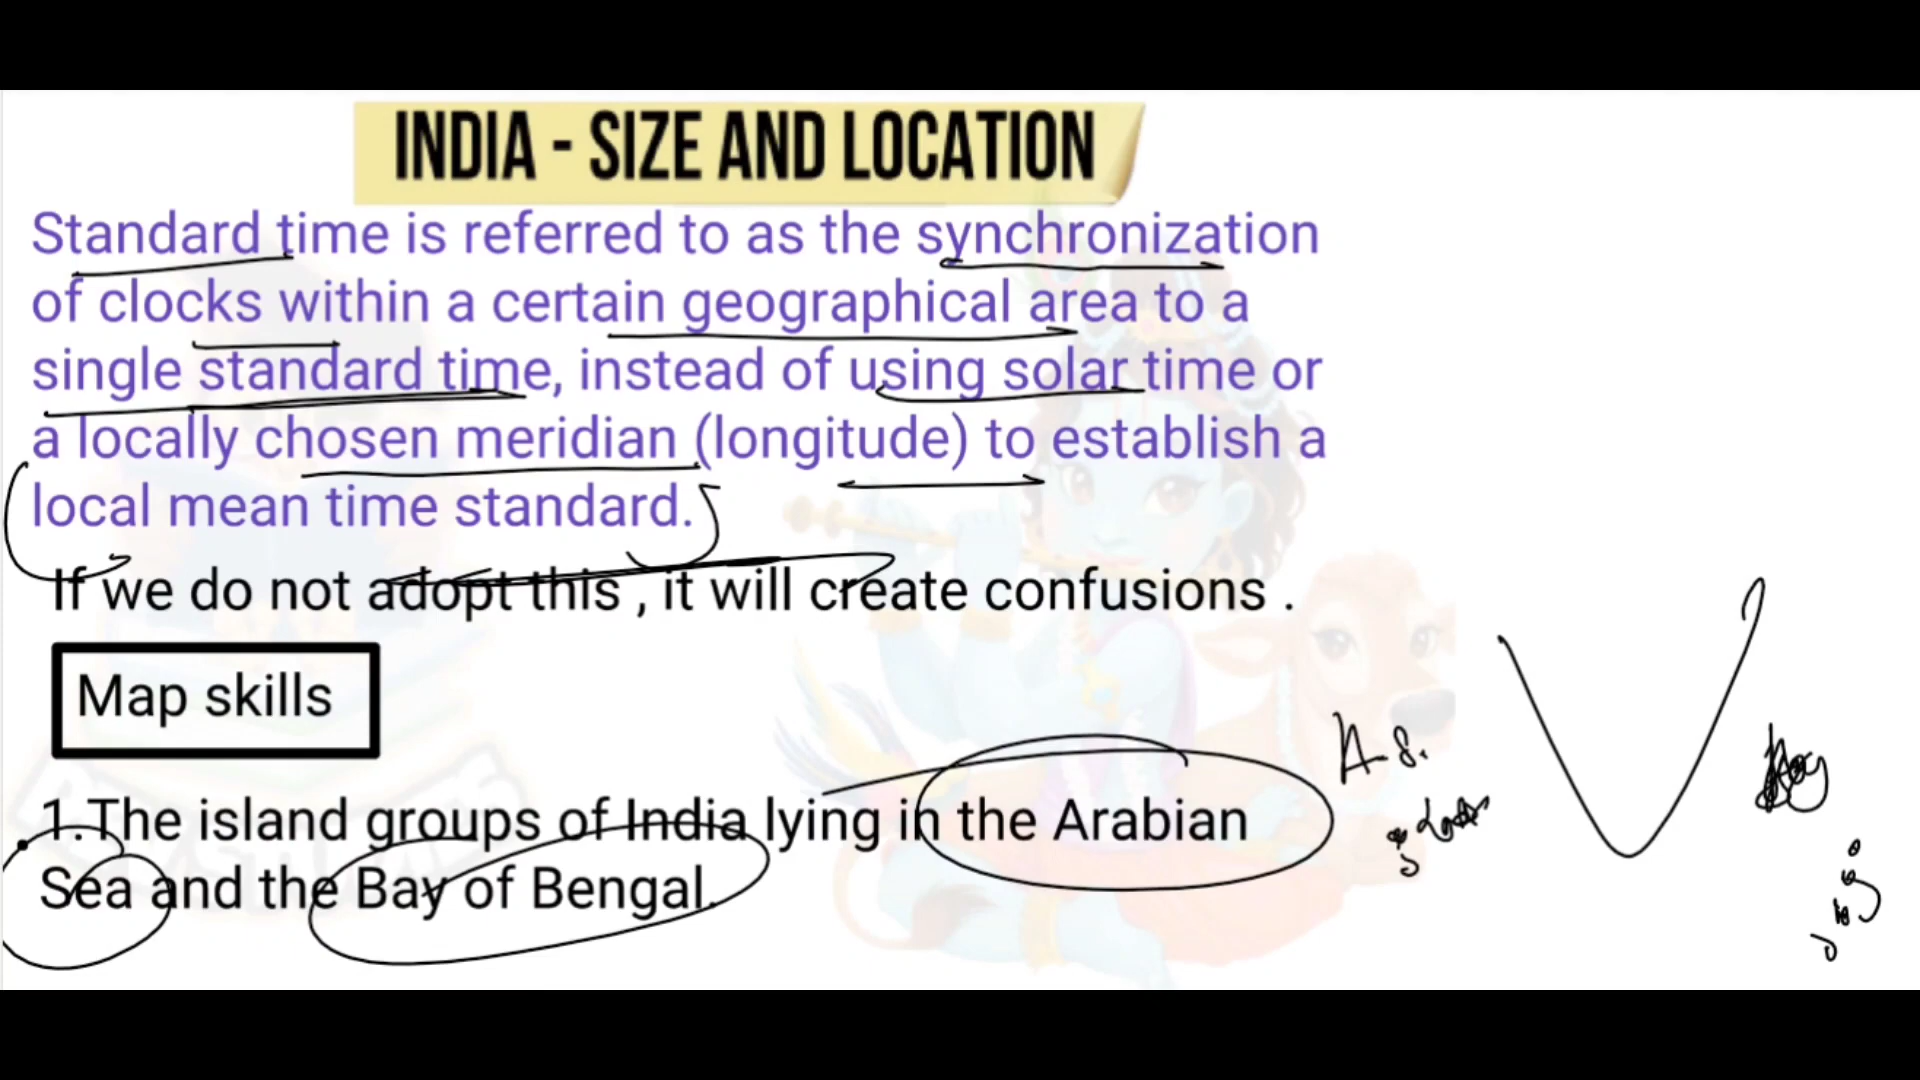 INDIA - SIZE AND LOCATION
Standard time is referred to as the synchronization
of clocks within a certain geographical area to a
single standard time, instead of using solar time or
a locally chosen meridian (longitude) to establish a
local mean time standard.
If we do not adopt this , it will create confusions .
Map skills
1.The island groups of India lying in the Arabian
Sea and the Bay of Bengal.
A.S.